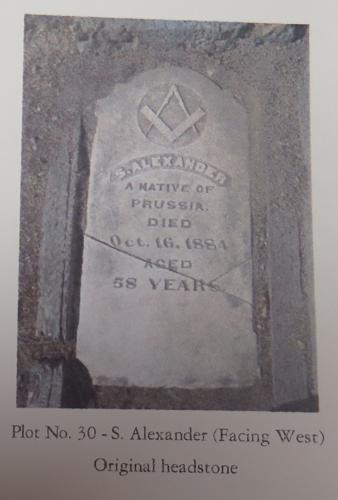 S. ALEXANDER
A NATIVE OF
PRUSSIA.
DIED
Oct. 16. 1884
AGED
58 YEARS
Plot No. 30 - S. Alexander (Facing West)
Original headstone